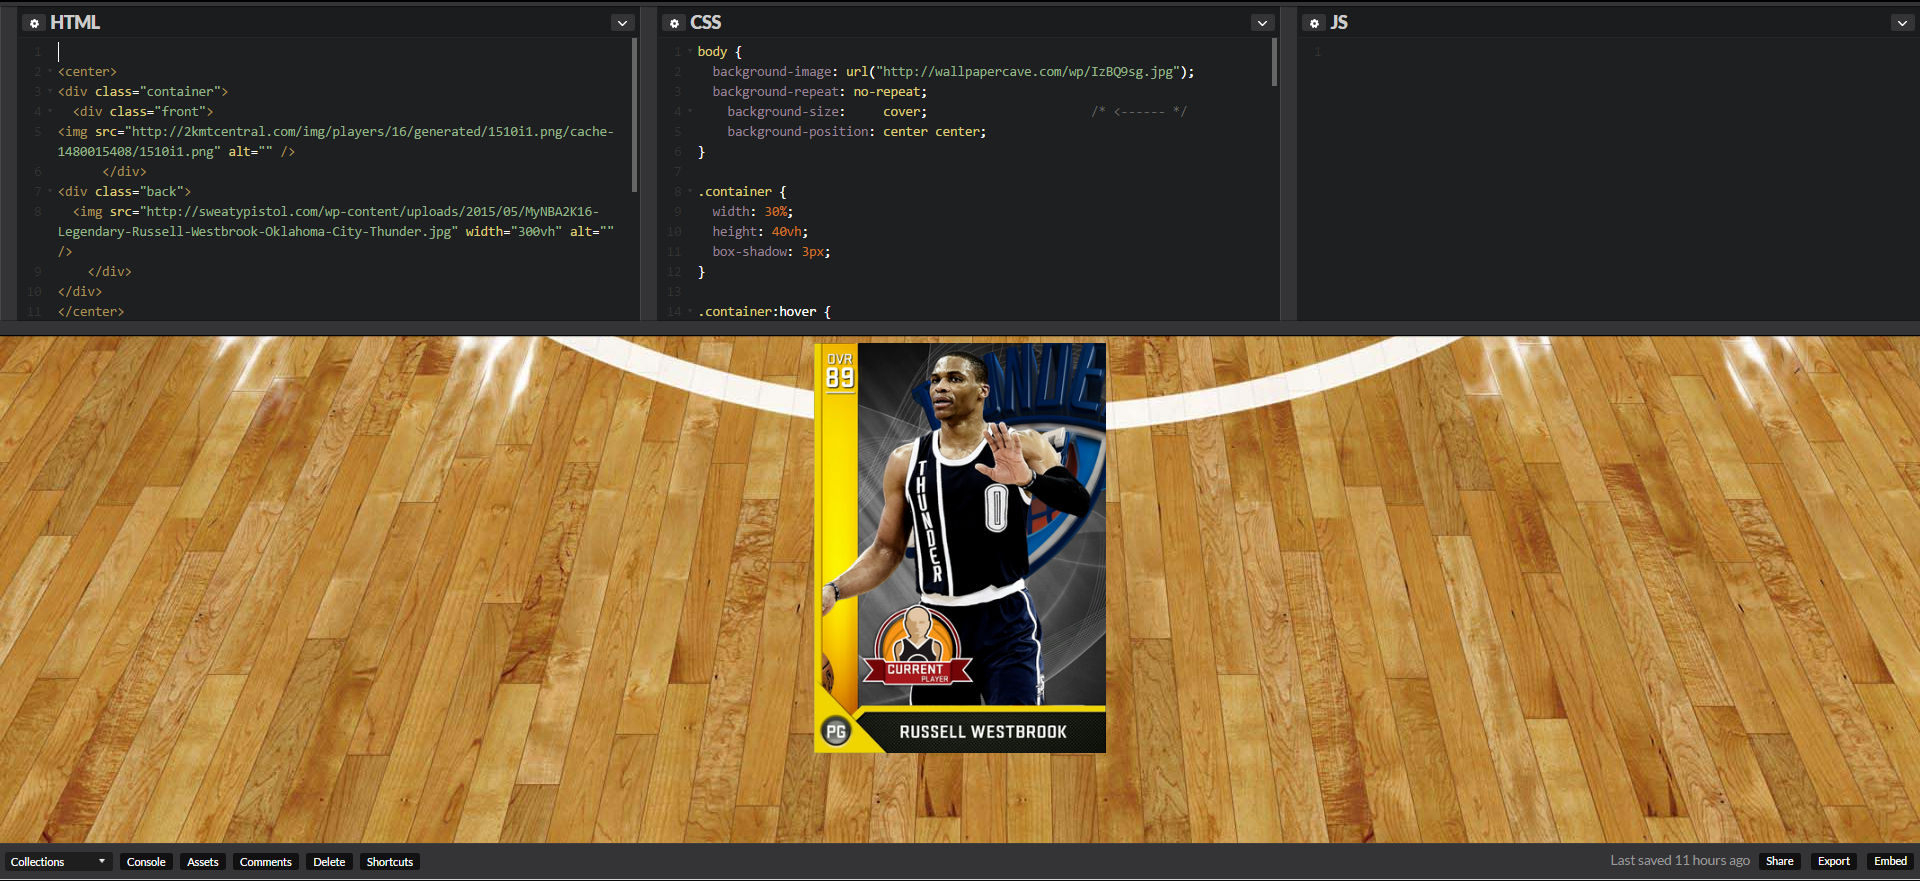 HTML
1
2 <center>
3 <div class="container">
4 <div class="front">
5 <img src="http://2kmtcentral.com/img/players/16/generated/1510i1.png/cache-
1480015408/1510i1.png" alt="" />
6 </div>
7 <div class="back">
8 <img src="http://sweatypistol.com/wp-content/uploads/2015/05/MyNBA2K16-
Legendary-Russell-Westbrook-Oklahoma-City-Thunder.jpg" width="300vh" alt=""
/>
9 </div>
10 </div>
11 </center>
CSS
1 body {
2 background-image: url("http://wallpapercave.com/wp/IzBQ9sg.jpg");
3 background-repeat: no-repeat;
4 background-size: cover; /* <------ */
5 background-position: center center;
6 }
7
8 .container {
9 width: 30%;
10 height: 40vh;
11 box-shadow: 3px;
12 }
13
14 .container:hover {
JS
1
OVR
89
THUNDER
0
CURRENT
PLAYER
PG
RUSSELL WESTBROOK
Collections Console Assets Comments Delete Shortcuts Last saved 11 hours ago Share Export Embed